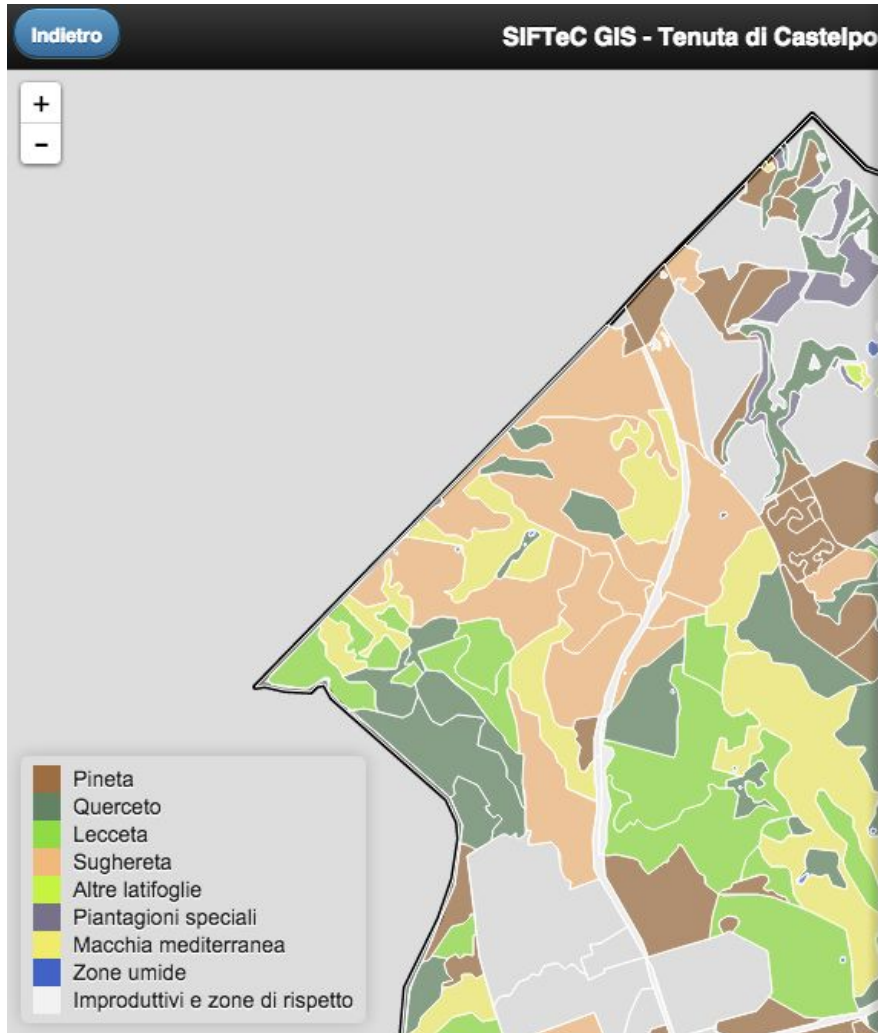 Indietro
SIFTeC GIS - Tenuta di Castelpo
+
-
Pineta
Querceto
Lecceta
Sughereta
Altre latifoglie
Piantagioni speciali
Macchia mediterranea
Zone umide
Improduttivi e zone di rispetto